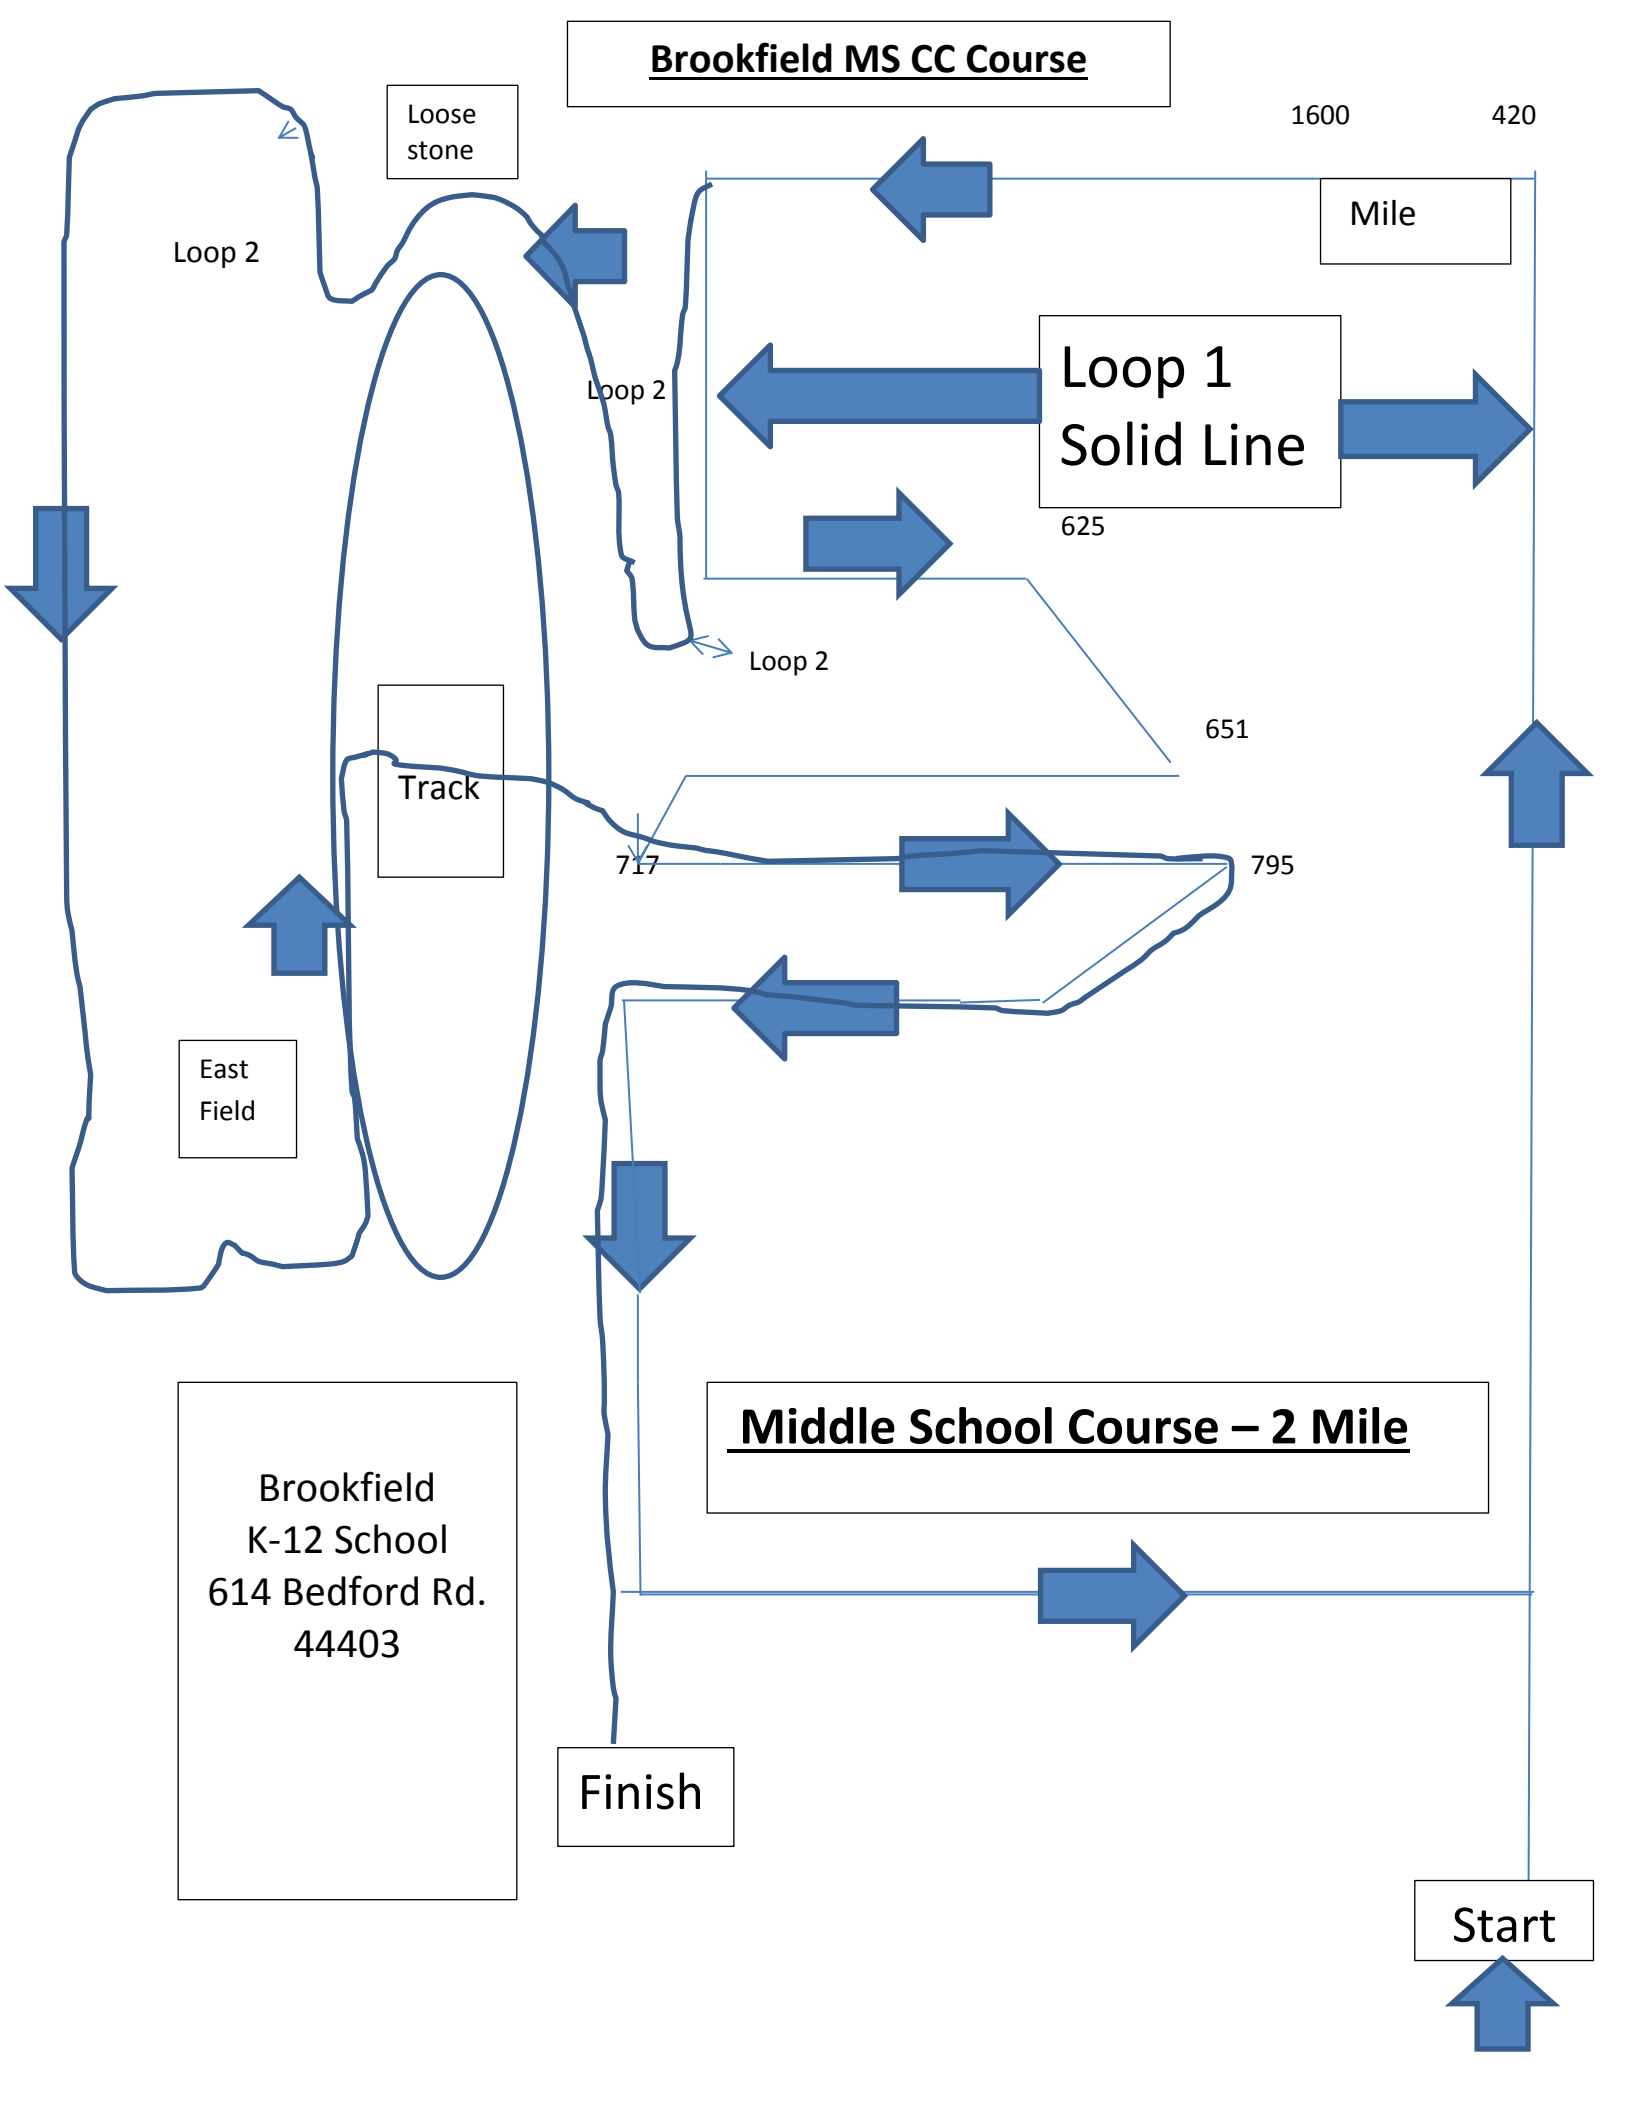 Brookfield MS CC Course
Loose
stone
1600
420
Mile
Loop 2
Loop 1
Solid Line
Loop 2
625
Loop 2
651
Track
717
795
East
Field
Middle School Course – 2 Mile
Brookfield
K-12 School
614 Bedford Rd.
44403
Finish
Start